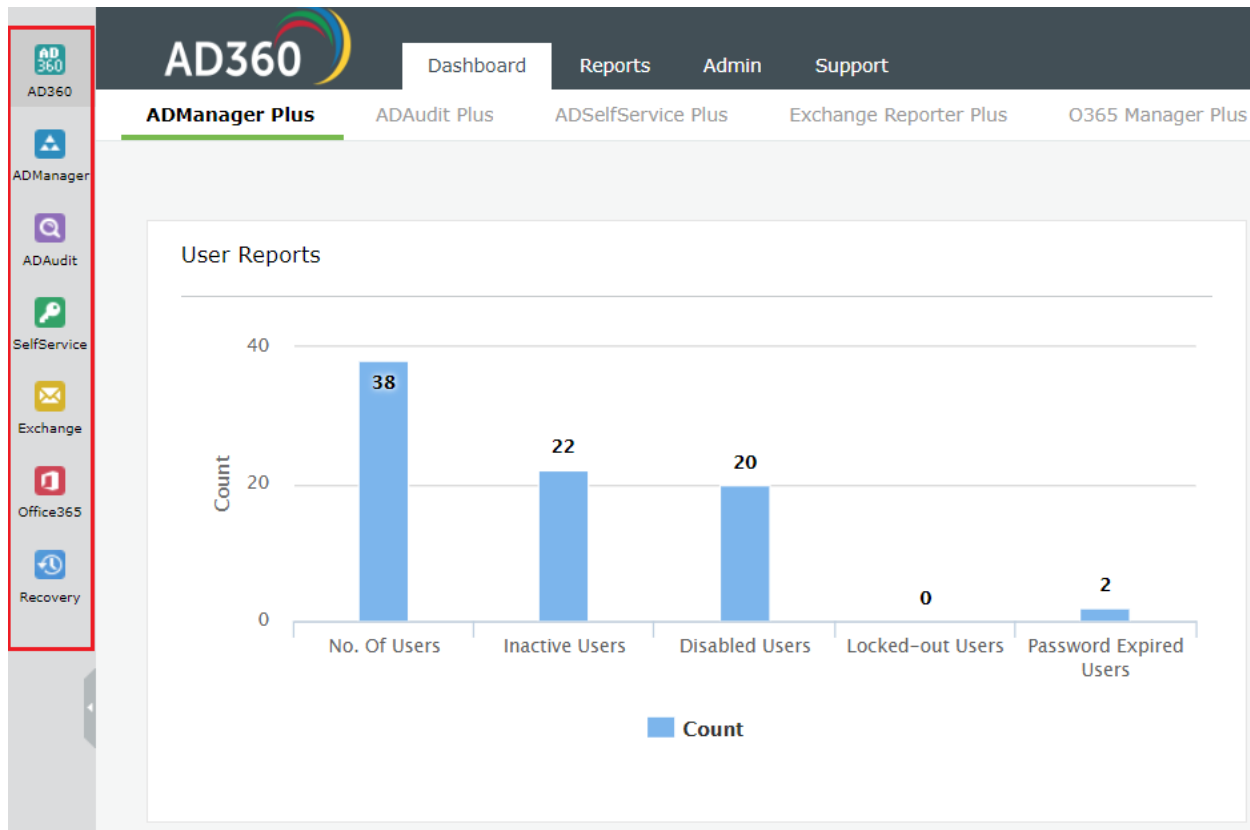 AD
360
AD360
ADManager
ADAudit
SelfService
Exchange
Office365
Recovery
AD360
Dashboard Reports Admin Support
ADManager Plus ADAudit Plus ADSelfService Plus Exchange Reporter Plus O365 Manager Plus
User Reports
40
20
0
Count
38
22
20
0
2
No. Of Users
Inactive Users
Disabled Users
Locked-out Users
Password Expired
Users
Count